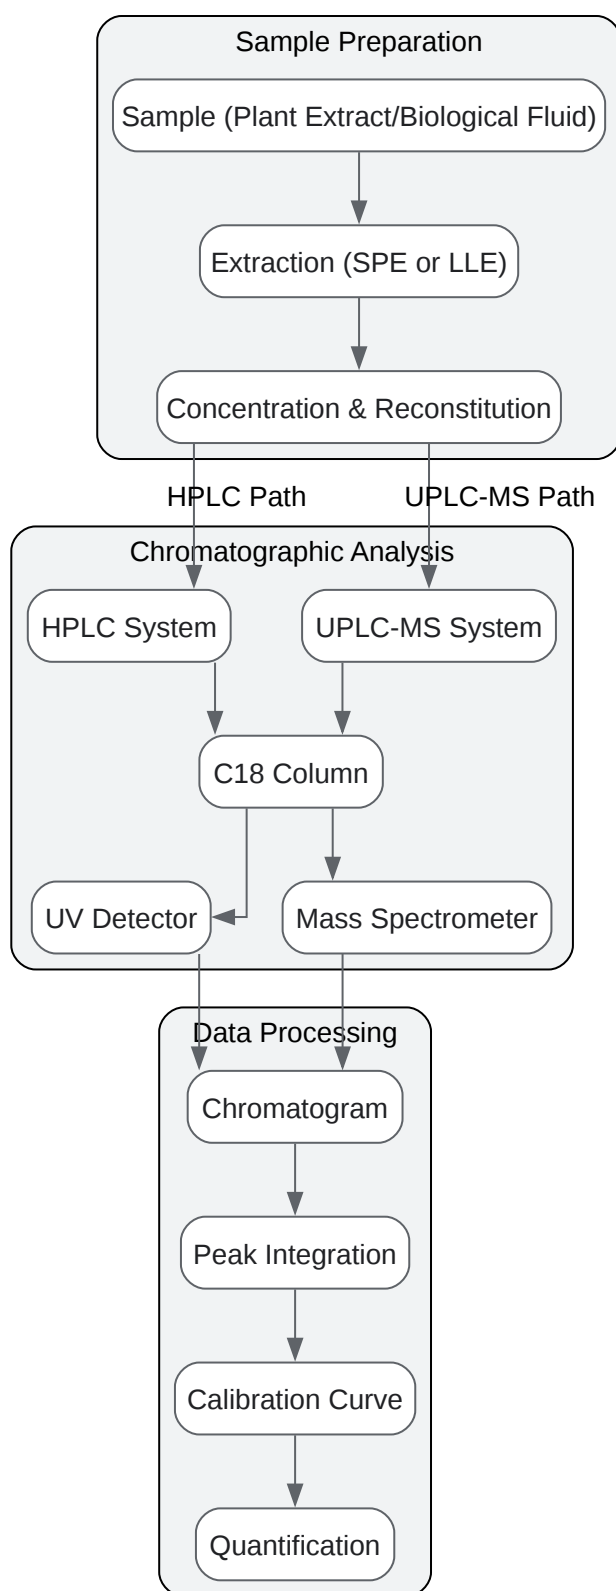 Sample Preparation
Sample (Plant Extract/Biological Fluid)
Extraction (SPE or LLE)
Concentration & Reconstitution
HPLC Path
UPLC-MS Path
Chromatographic Analysis
HPLC System
UPLC-MS System
C18 Column
UV Detector
Mass Spectrometer
Data Processing
Chromatogram
Peak Integration
Calibration Curve
Quantification